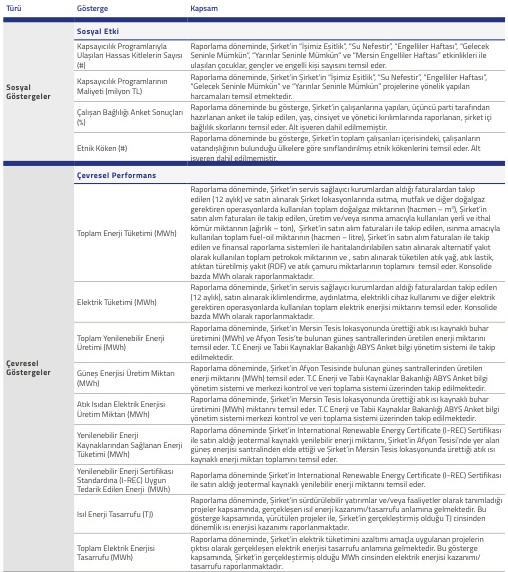 Türü Gösterge Kapsam
Sosyal Etki
Sosyal
Göstergeler
Kapsayıcılık Programlarıyla
Ulaşılan Hassas Kitlelerin Sayısı
(#)
Raporlama döneminde, Şirket'in "İşimiz Eşitlik", "Su Nefestir", "Engelliler Haftası", "Gelecek
Seninle Mümkün", "Yarınlar Seninle Mümkün" ve "Mersin Engelliler Haftası" etkinlikleri ile
ulaşılan çocuklar, gençler ve engelli kişi sayısını temsil eder.
Kapsayıcılık Programlarının
Maliyeti (milyon TL)
Raporlama döneminde, Şirket'in Şirket'in "İşimiz Eşitlik", "Su Nefestir", "Engelliler Haftası",
"Gelecek Seninle Mümkün" ve "Yarınlar Seninle Mümkün" projelerine yönelik yapılan
harcamaları temsil etmektedir.
Çalışan Bağlılığı Anket Sonuçları
(%)
Raporlama döneminde bu gösterge, Şirket'in çalışanlarına yapılan, üçüncü parti tarafından
hazırlanan anket ile takip edilen, yaş, cinsiyet ve yönetici kırılımlarında raporlanan, şirket içi
bağlılık skorlarını temsil eder. Alt işveren dahil edilmemiştir.
Etnik Köken (#)
Raporlama döneminde bu gösterge, Şirket'in toplam çalışanları içerisindeki, çalışanların
vatandışlığının bulunduğu ülkelere göre sınıflandırılmış etnik kökenlerini temsil eder. Alt
işveren dahil edilmemiştir.
Çevresel Performans
Çevresel
Göstergeler
Toplam Enerji Tüketimi (MWh)
Raporlama döneminde, Şirket'in servis sağlayıcı kurumlardan aldığı faturalardan takip
edilen (12 aylık) ve satın alınarak Şirket lokasyonlarında ısıtma, mutfak ve diğer doğalgaz
gerektiren operasyonlarda kullanılan toplam doğalgaz miktarının (hacmen – m³), Şirket'in
satın alım faturaları ile takip edilen, üretim ve/veya ısınma amacıyla kullanılan yerli ve ithal
kömür miktarının (ağırlık – ton), Şirket'in satın alım faturaları ile takip edilen, ısınma amacıyla
kullanılan toplam fuel-oil miktarının (hacmen – litre), Şirket'in satın alım faturaları ile takip
edilen ve finansal raporlama sistemleri ile haritalandırılabilen satın alınarak alternatif yakıt
olarak kullanılan toplam petrokok miktarının ve , satın alınarak tüketilen atık yağ, atık lastik,
atıktan türetilmiş yakıt (RDF) ve atık çamuru miktarlarının toplamını temsil eder. Konsolide
bazda MWh olarak raporlanmaktadır.
Elektrik Tüketimi (MWh)
Raporlama döneminde, Şirket'in servis sağlayıcı kurumlardan aldığı faturalardan takip edilen
(12 aylık), satın alınarak iklimlendirme, aydınlatma, elektrikli cihaz kullanımı ve diğer elektrik
gerektiren operasyonlarda kullanılan toplam elektrik enerjisi miktarını temsil eder. Konsolide
bazda MWh olarak raporlanmaktadır.
Toplam Yenilenebilir Enerji
Üretimi (MWh)
Raporlama döneminde, Şirket'in Mersin Tesis lokasyonunda ürettiği atık ısı kaynaklı buhar
üretimini (MWh) ve Afyon Tesis'te bulunan güneş santrallerinden üretilen enerji miktarını
temsil eder. T.C Enerji ve Tabii Kaynaklar Bakanlığı ABYS Anket bilgi yönetim sistemi ile takip
edilmektedir.
Güneş Enerjisi Üretim Miktarı
(MWh)
Raporlama döneminde, Şirket'in Afyon Tesisinde bulunan güneş santrallerinden üretilen
enerji miktarını (MWh) temsil eder. T.C Enerji ve Tabii Kaynaklar Bakanlığı ABYS Anket bilgi
yönetim sistemi ve merkezi kontrol ve veri toplama sistemi üzerinden takip edilmektedir.
Atık Isıdan Elektrik Enerjisi
Üretim Miktarı (MWh)
Raporlama döneminde, Şirket'in Mersin Tesis lokasyonunda ürettiği atık ısı kaynaklı buhar
üretimini (MWh) miktarını temsil eder. T.C Enerji ve Tabii Kaynaklar Bakanlığı ABYS Anket bilgi
yönetim sistemi merkezi kontrol ve veri toplama sistemi üzerinden takip edilmektedir.
Yenilenebilir Enerji
Kaynaklarından Sağlanan Enerji
Tüketimi (MWh)
Raporlama döneminde Şirket'in International Renewable Energy Certificate (I-REC) Sertifikası
ile satın aldığı jeotermal kaynaklı yenilebilir enerji miktarını, Şirket'in Afyon Tesisi'nde yer alan
güneş enerjisi santralinden elde ettiği ve Şirket'in Mersin Tesis lokasyonunda ürettiği atık ısı
kaynaklı enerji miktarı toplamını temsil eder.
Yenilenebilir Enerji Sertifikası
Standardına (I-REC) Uygun
Tedarik Edilen Enerji (MWh)
Raporlama döneminde Şirket'in International Renewable Energy Certificate (I-REC) Sertifikası
ile satın aldığı jeotermal kaynaklı yenilebilir enerji miktarını temsil eder.
Isıl Enerji Tasarrufu (TJ)
Raporlama döneminde, Şirket'in sürdürülebilir yatırımlar ve/veya faaliyetler olarak tanımladığı
projeler kapsamında, gerçekleşen ısıl enerji kazanımı/tasarrufu anlamına gelmektedir. Bu
gösterge kapsamında, yürütülen projeler ile, Şirket'in gerçekleştirmiş olduğu TJ cinsinden
dönemlik ısı enerjisi kazanımı raporlanmaktadır.
Toplam Elektrik Enerjisi
Tasarrufu (MWh)
Raporlama döneminde, Şirket'in elektrik tüketimini azaltımı amaçla uygulanan projelerin
çıktısı olarak gerçekleşen elektrik enerjisi tasarrufu anlamına gelmektedir. Bu gösterge
kapsamında, Şirket'in gerçekleştirmiş olduğu MWh cinsinden elektrik enerjisi kazanımı/
tasarrufu raporlanmaktadır.